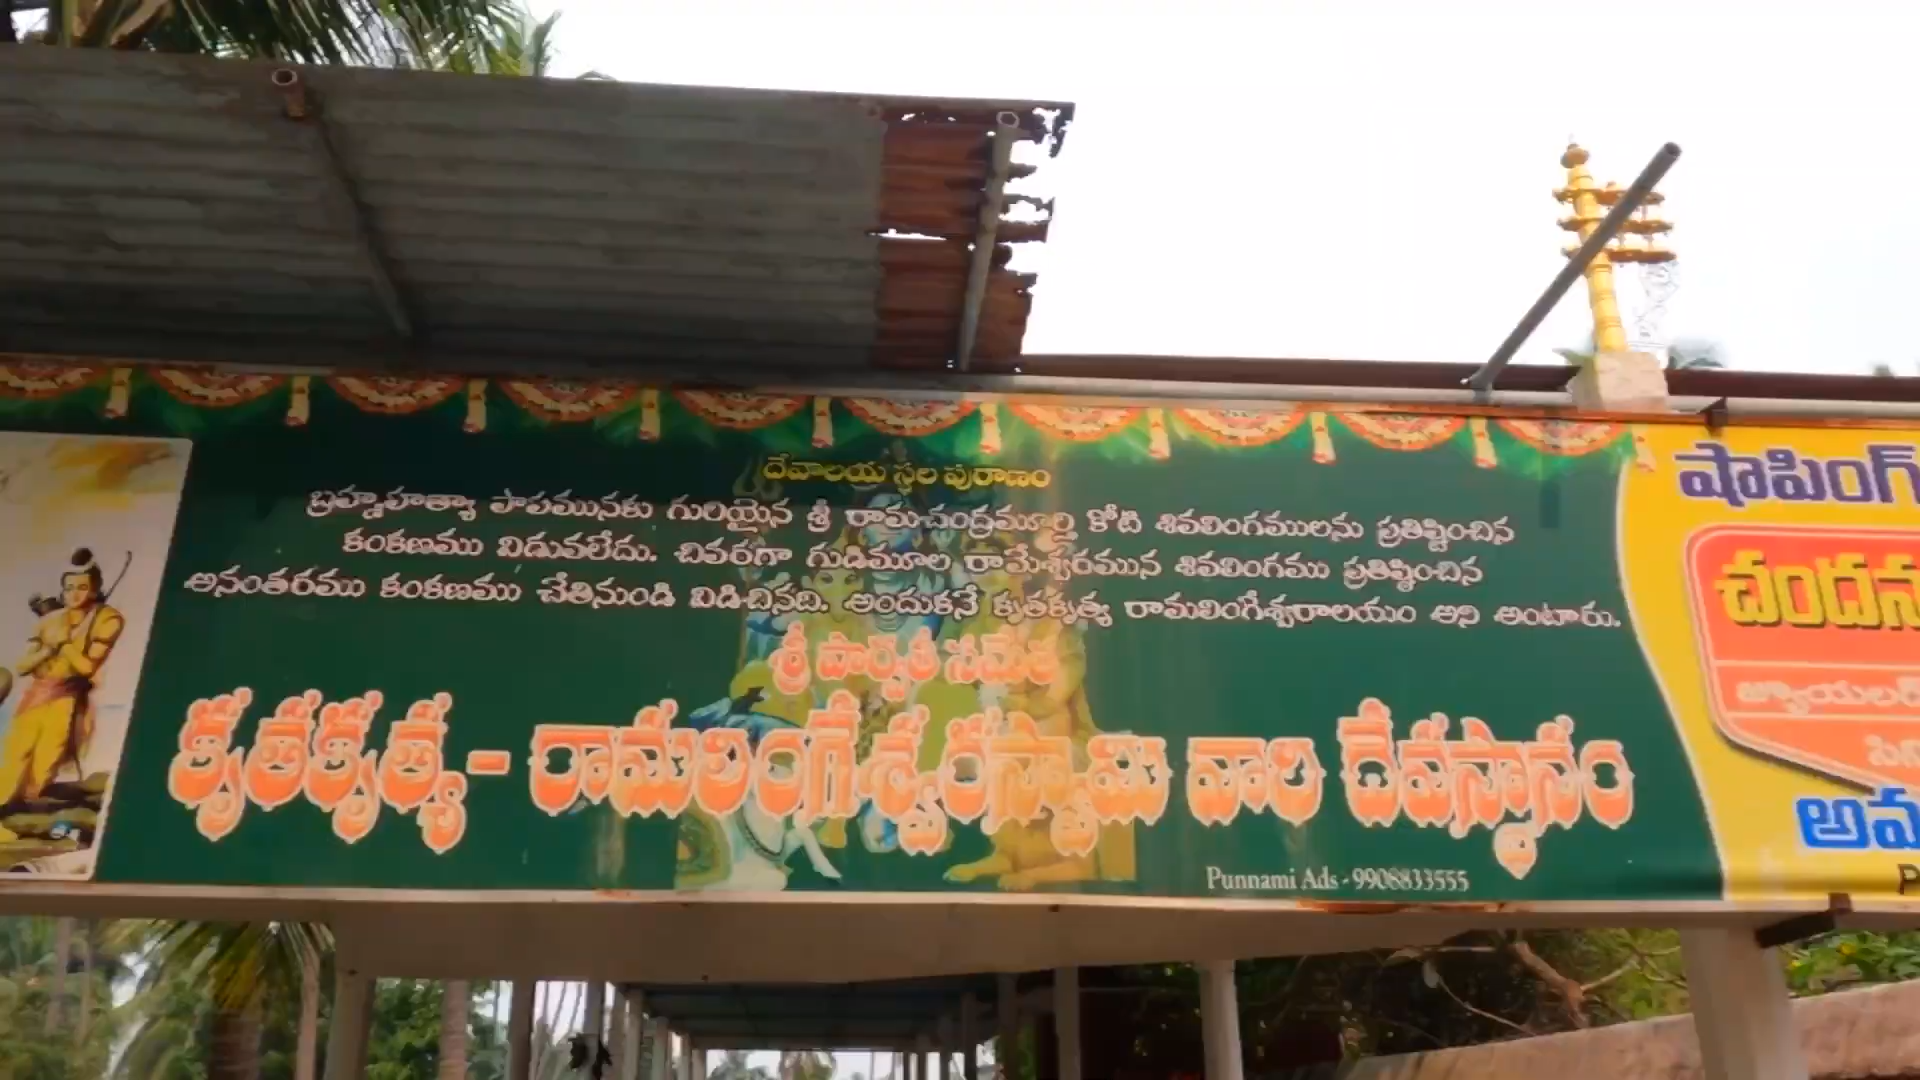 దేవాలయ స్థల పురాణం
బ్రహ్మహత్యా పాపమునకు గురియైన శ్రీ రామచంద్రమూర్తి కోటి శివలింగములను ప్రతిష్టించిన
కంకణము విడువలేదు. చివరగా గుడిమూల రామేశ్వరమున శివలింగము ప్రతిష్ఠించిన
అనంతరము కంకణము చేతినుండి విడిచినది. అందుకనే కృతకృత్య రామలింగేశ్వరాలయం అని అంటారు.
శ్రీ పార్వతీ సమేత
కృతకృత్య - రామలింగేశ్వరస్వామి వారి దేవస్థానం
Punnami Ads - 9908833555
షాపింగ్
చందన
జ్యూయలర్